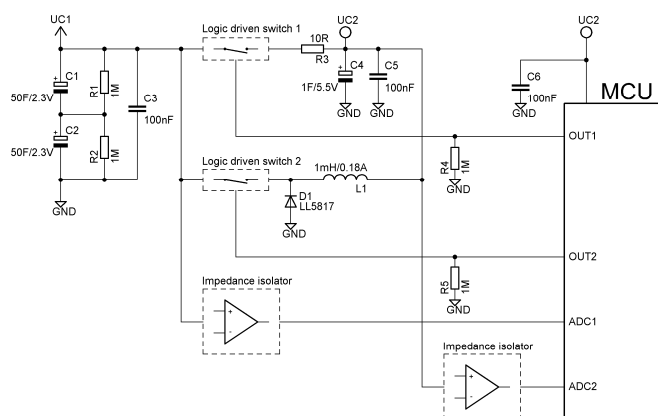 UC1
Logic driven switch 1
10R
R3
UC2
UC2
C1
50F/2.3V
R1
1M
C3
100nF
C4
1F/5.5V
C5
100nF
GND
GND
C6
100nF
GND
MCU
C2
50F/2.3V
R2
1M
OUT1
R4
1M
GND
Logic driven switch 2
1mH/0.18A
L1
D1
LL5817
GND
GND
OUT2
R5
1M
GND
Impedance isolator
+
-
ADC1
Impedance isolator
+
-
ADC2